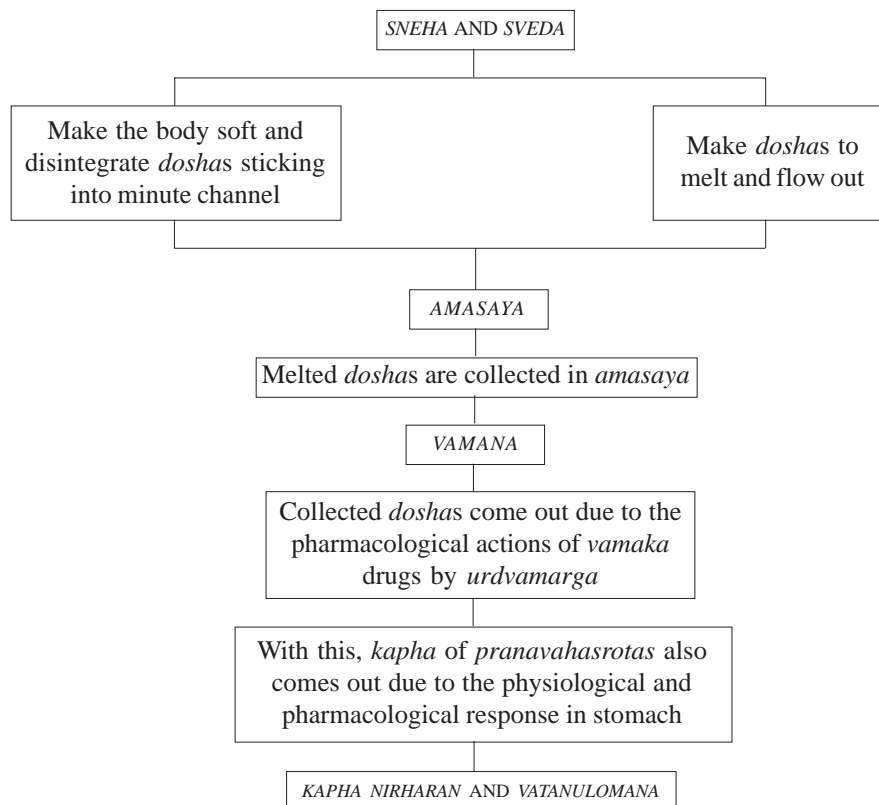 SNEHA AND SVEDA
Make the body soft and
disintegrate doshas sticking
into minute channel
Make doshas to
melt and flow out
AMASAYA
Melted doshas are collected in amasaya
VAMANA
Collected doshas come out due to the
pharmacological actions of vamaka
drugs by urdvamarga
With this, kapha of pranavahasrotas also
comes out due to the physiological and
pharmacological response in stomach
KAPHA NIRHARAN AND VATANULOMANA